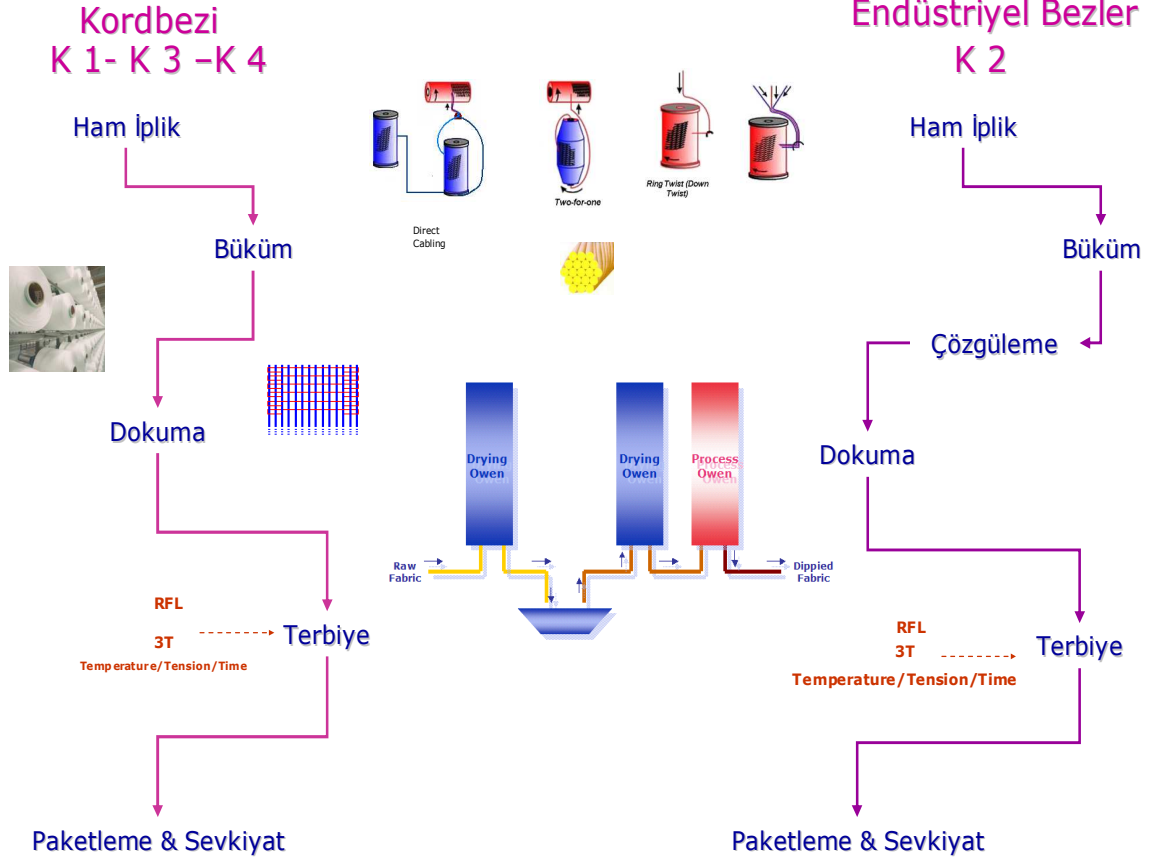 Kordbezi
K 1- K 3 –K 4
Ham İplik
Büküm
Dokuma
RFL
3T
Temperature/Tension/Time
Terbiye
Paketleme & Sevkiyat
Direct
Cabling
Two-for-one
Ring Twist (Down
Twist)
Drying
Owen
Drying
Owen
Process
Owen
Raw
Fabric
Dippied
Fabric
Endüstriyel Bezler
K 2
Ham İplik
Büküm
Çözgüleme
Dokuma
RFL
3T
Temperature/Tension/Time
Terbiye
Paketleme & Sevkiyat